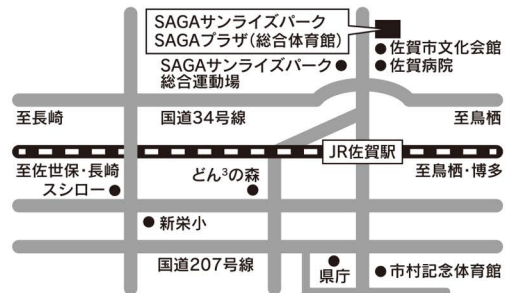 SAGAサンライズパーク
SAGAプラザ(総合体育館)
佐賀市文化会館
SAGAサンライズパーク
総合運動場
佐賀病院
至長崎
国道34号線
至鳥栖
JR佐賀駅
至佐世保・長崎
どん³の森
至鳥栖・博多
スシロー
新栄小
国道207号線
県庁
市村記念体育館